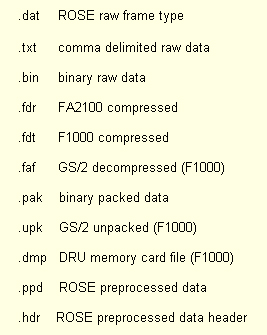 .dat ROSE raw frame type
.txt comma delimited raw data
.bin binary raw data
.fdr FA2100 compressed
.fdt F1000 compressed
.faf GS/2 decompressed (F1000)
.pak binary packed data
.upk GS/2 unpacked (F1000)
.dmp DRU memory card file (F1000)
.ppd ROSE preprocessed data
.hdr ROSE preprocessed data header